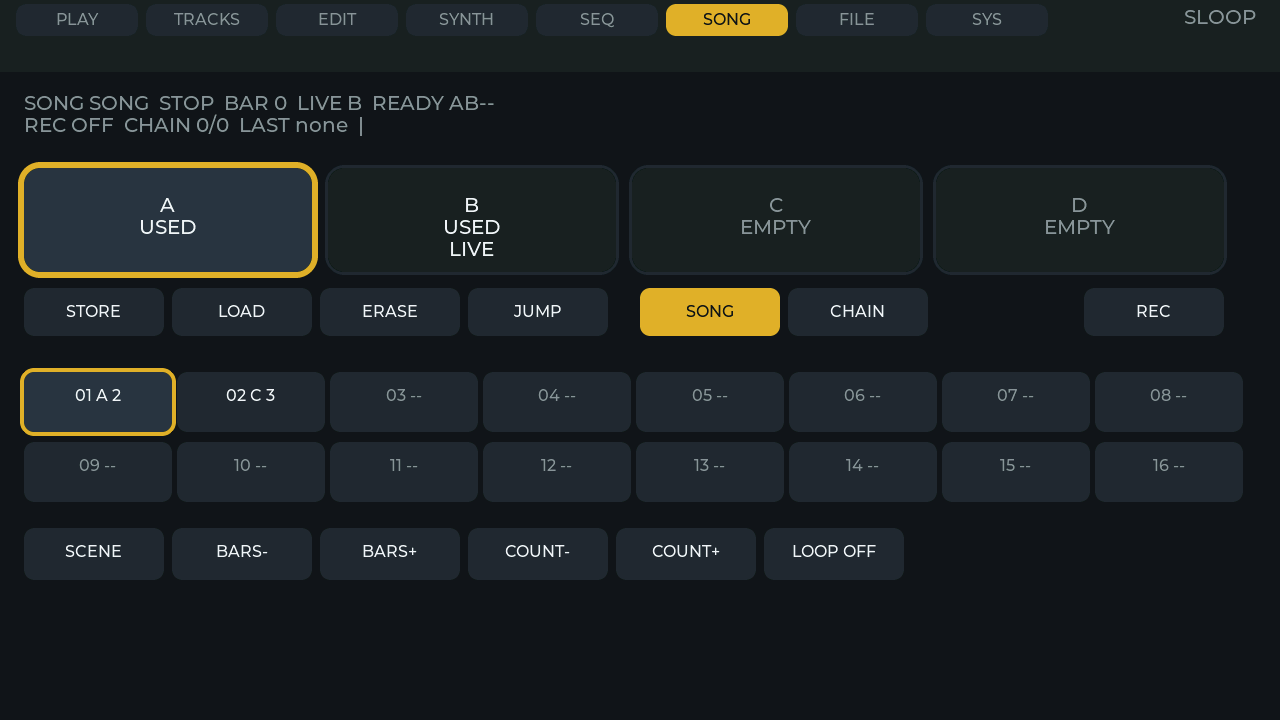 PLAY TRACKS EDIT SYNTH SEQ SONG FILE SYS SLOOP
SONG SONG STOP BAR 0 LIVE B READY AB--
REC OFF CHAIN 0/0 LAST none |
A
USED
B
USED
LIVE
C
EMPTY
D
EMPTY
STORE LOAD ERASE JUMP SONG CHAIN REC
01 A 2 02 C 3 03 -- 04 -- 05 -- 06 -- 07 -- 08 --
09 -- 10 -- 11 -- 12 -- 13 -- 14 -- 15 -- 16 --
SCENE BARS- BARS+ COUNT- COUNT+ LOOP OFF